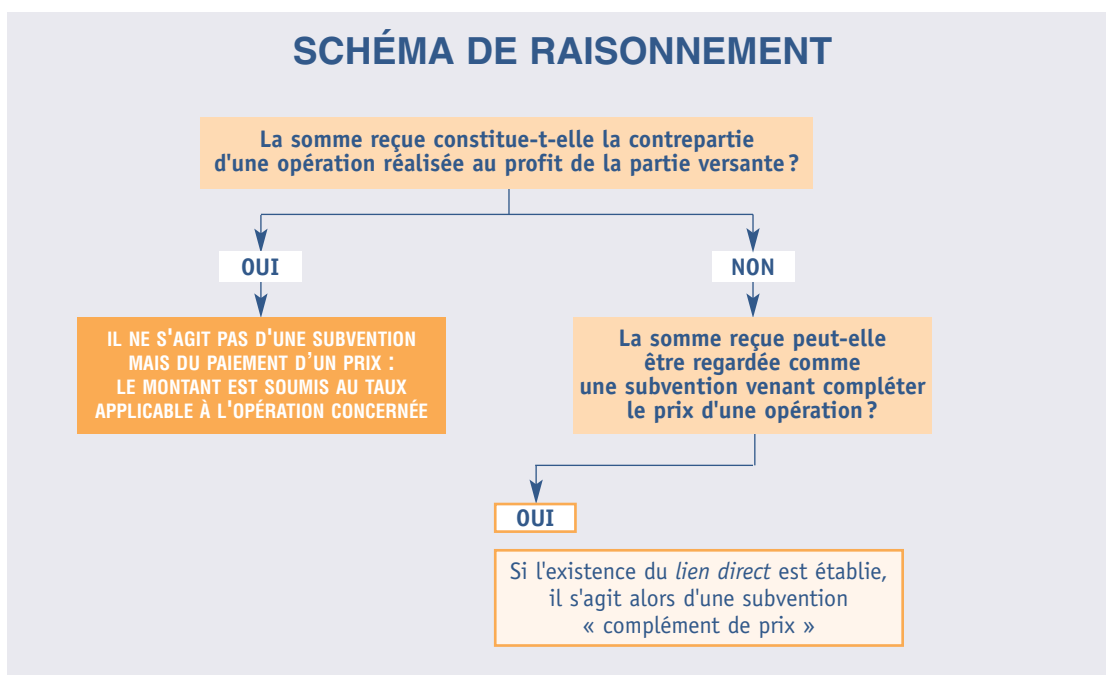 SCHÉMA DE RAISONNEMENT
La somme reçue constitue-t-elle la contrepartie
d'une opération réalisée au profit de la partie versante ?
OUI
NON
IL NE S'AGIT PAS D'UNE SUBVENTION
MAIS DU PAIEMENT D'UN PRIX :
LE MONTANT EST SOUMIS AU TAUX
APPLICABLE À L'OPÉRATION CONCERNÉE
La somme reçue peut-elle
être regardée comme
une subvention venant compléter
le prix d'une opération ?
OUI
Si l'existence du lien direct est établie,
il s'agit alors d'une subvention
« complément de prix »